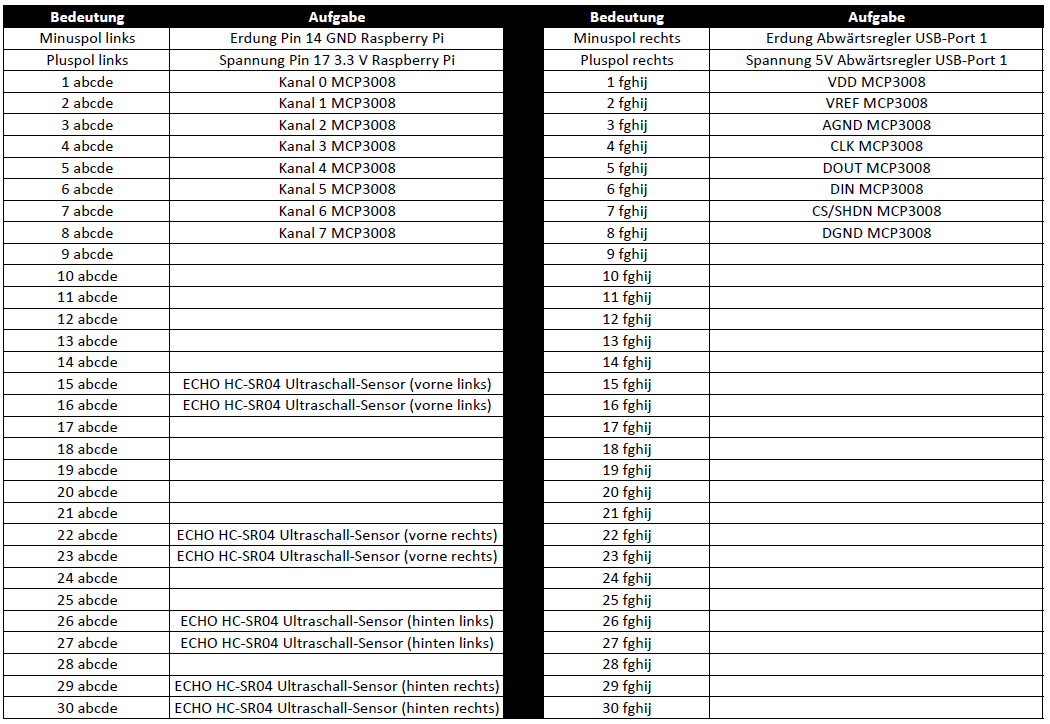 Bedeutung Aufgabe Bedeutung Aufgabe
Minuspol links Erdung Pin 14 GND Raspberry Pi Minuspol rechts Erdung Abwärtsregler USB-Port 1
Pluspol links Spannung Pin 17 3.3 V Raspberry Pi Pluspol rechts Spannung 5V Abwärtsregler USB-Port 1
1 abcde Kanal 0 MCP3008 1 fghij VDD MCP3008
2 abcde Kanal 1 MCP3008 2 fghij VREF MCP3008
3 abcde Kanal 2 MCP3008 3 fghij AGND MCP3008
4 abcde Kanal 3 MCP3008 4 fghij CLK MCP3008
5 abcde Kanal 4 MCP3008 5 fghij DOUT MCP3008
6 abcde Kanal 5 MCP3008 6 fghij DIN MCP3008
7 abcde Kanal 6 MCP3008 7 fghij CS/SHDN MCP3008
8 abcde Kanal 7 MCP3008 8 fghij DGND MCP3008
9 abcde 9 fghij
10 abcde 10 fghij
11 abcde 11 fghij
12 abcde 12 fghij
13 abcde 13 fghij
14 abcde 14 fghij
15 abcde ECHO HC-SR04 Ultraschall-Sensor (vorne links) 15 fghij
16 abcde ECHO HC-SR04 Ultraschall-Sensor (vorne links) 16 fghij
17 abcde 17 fghij
18 abcde 18 fghij
19 abcde 19 fghij
20 abcde 20 fghij
21 abcde 21 fghij
22 abcde ECHO HC-SR04 Ultraschall-Sensor (vorne rechts) 22 fghij
23 abcde ECHO HC-SR04 Ultraschall-Sensor (vorne rechts) 23 fghij
24 abcde 24 fghij
25 abcde 25 fghij
26 abcde ECHO HC-SR04 Ultraschall-Sensor (hinten links) 26 fghij
27 abcde ECHO HC-SR04 Ultraschall-Sensor (hinten links) 27 fghij
28 abcde 28 fghij
29 abcde ECHO HC-SR04 Ultraschall-Sensor (hinten rechts) 29 fghij
30 abcde ECHO HC-SR04 Ultraschall-Sensor (hinten rechts) 30 fghij